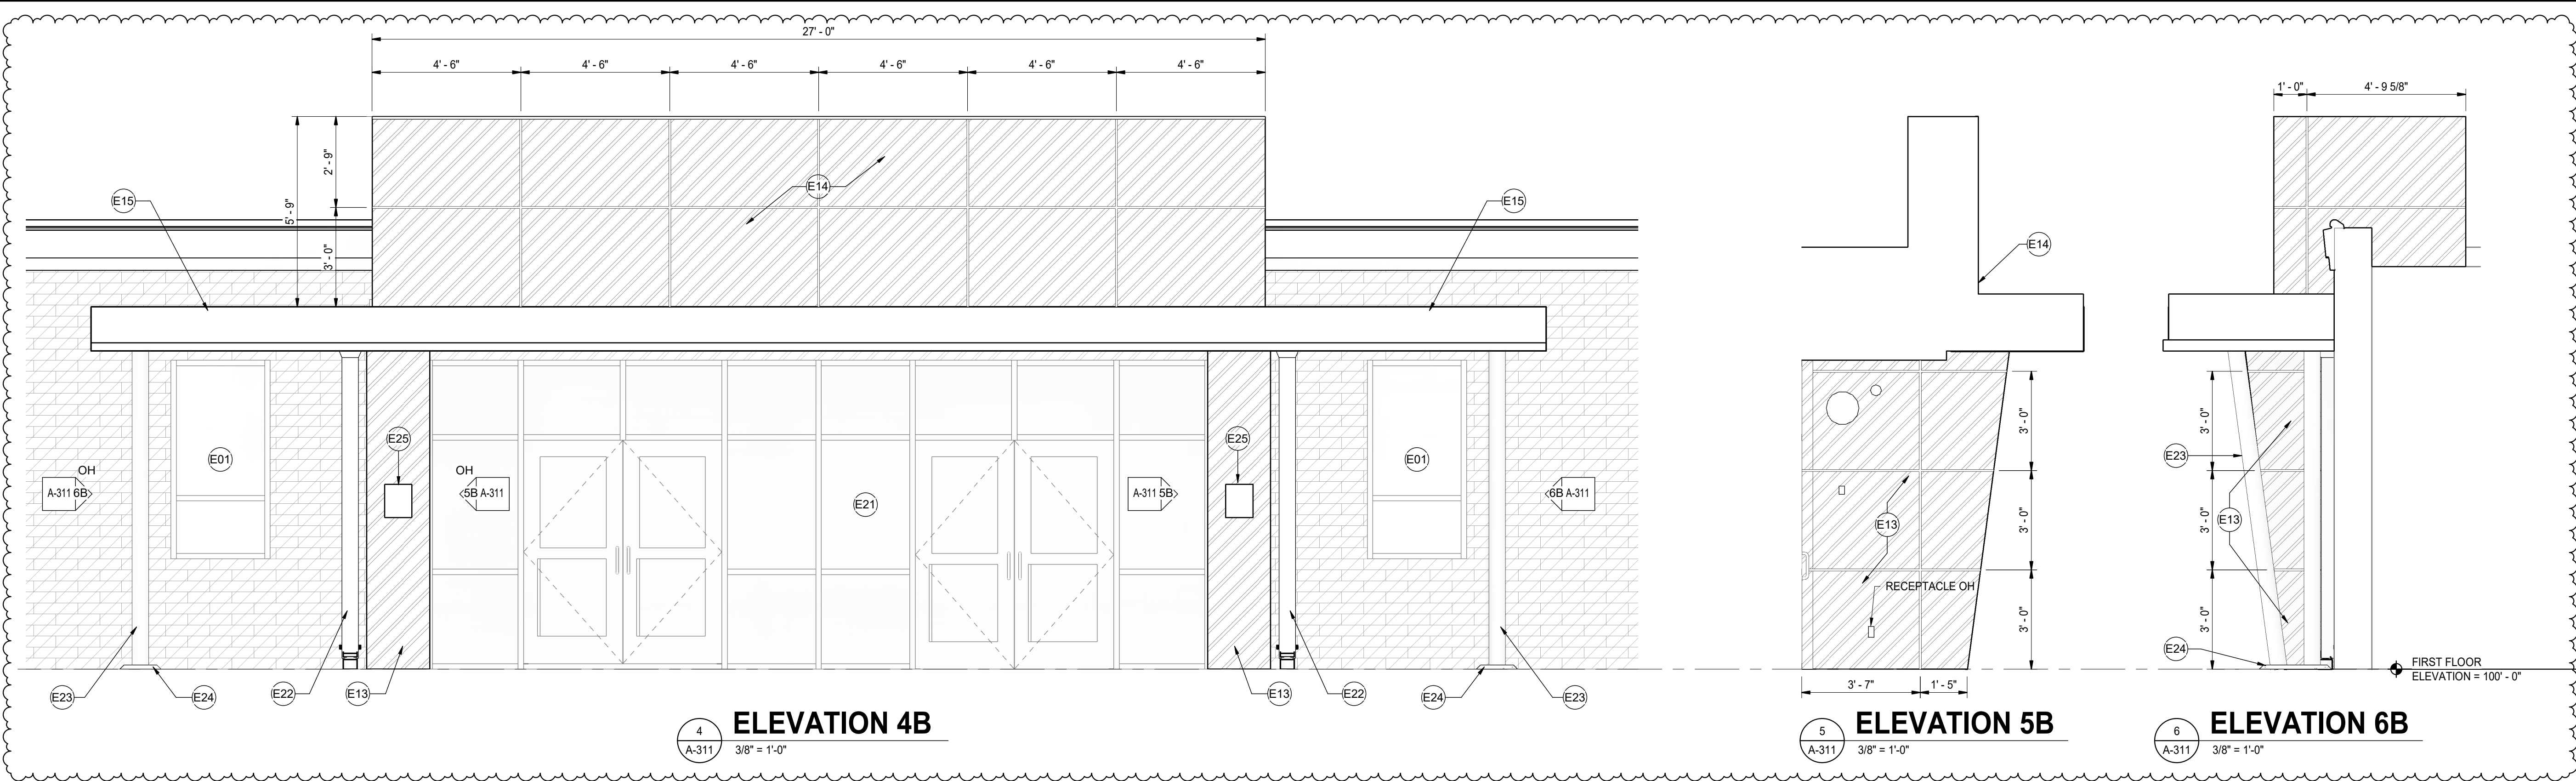 27' - 0"
4' - 6"
4' - 6"
4' - 6"
4' - 6"
4' - 6"
4' - 6"
5' - 9"
2' - 9"
3' - 0"
E15
E14
E15
E01
E25
E25
E01
E21
OH
A-311 6B
OH
5B A-311
A-311 5B
6B A-311
E23
E24
E22
E13
E13
E22
E24
E23
4
A-311
ELEVATION 4B
3/8" = 1'-0"
E14
3' - 0"
3' - 0"
3' - 0"
E13
RECEPTACLE OH
3' - 7"
1' - 5"
5
A-311
ELEVATION 5B
3/8" = 1'-0"
1' - 0"
4' - 9 5/8"
3' - 0"
3' - 0"
3' - 0"
E23
E13
E24
FIRST FLOOR
ELEVATION = 100' - 0"
6
A-311
ELEVATION 6B
3/8" = 1'-0"